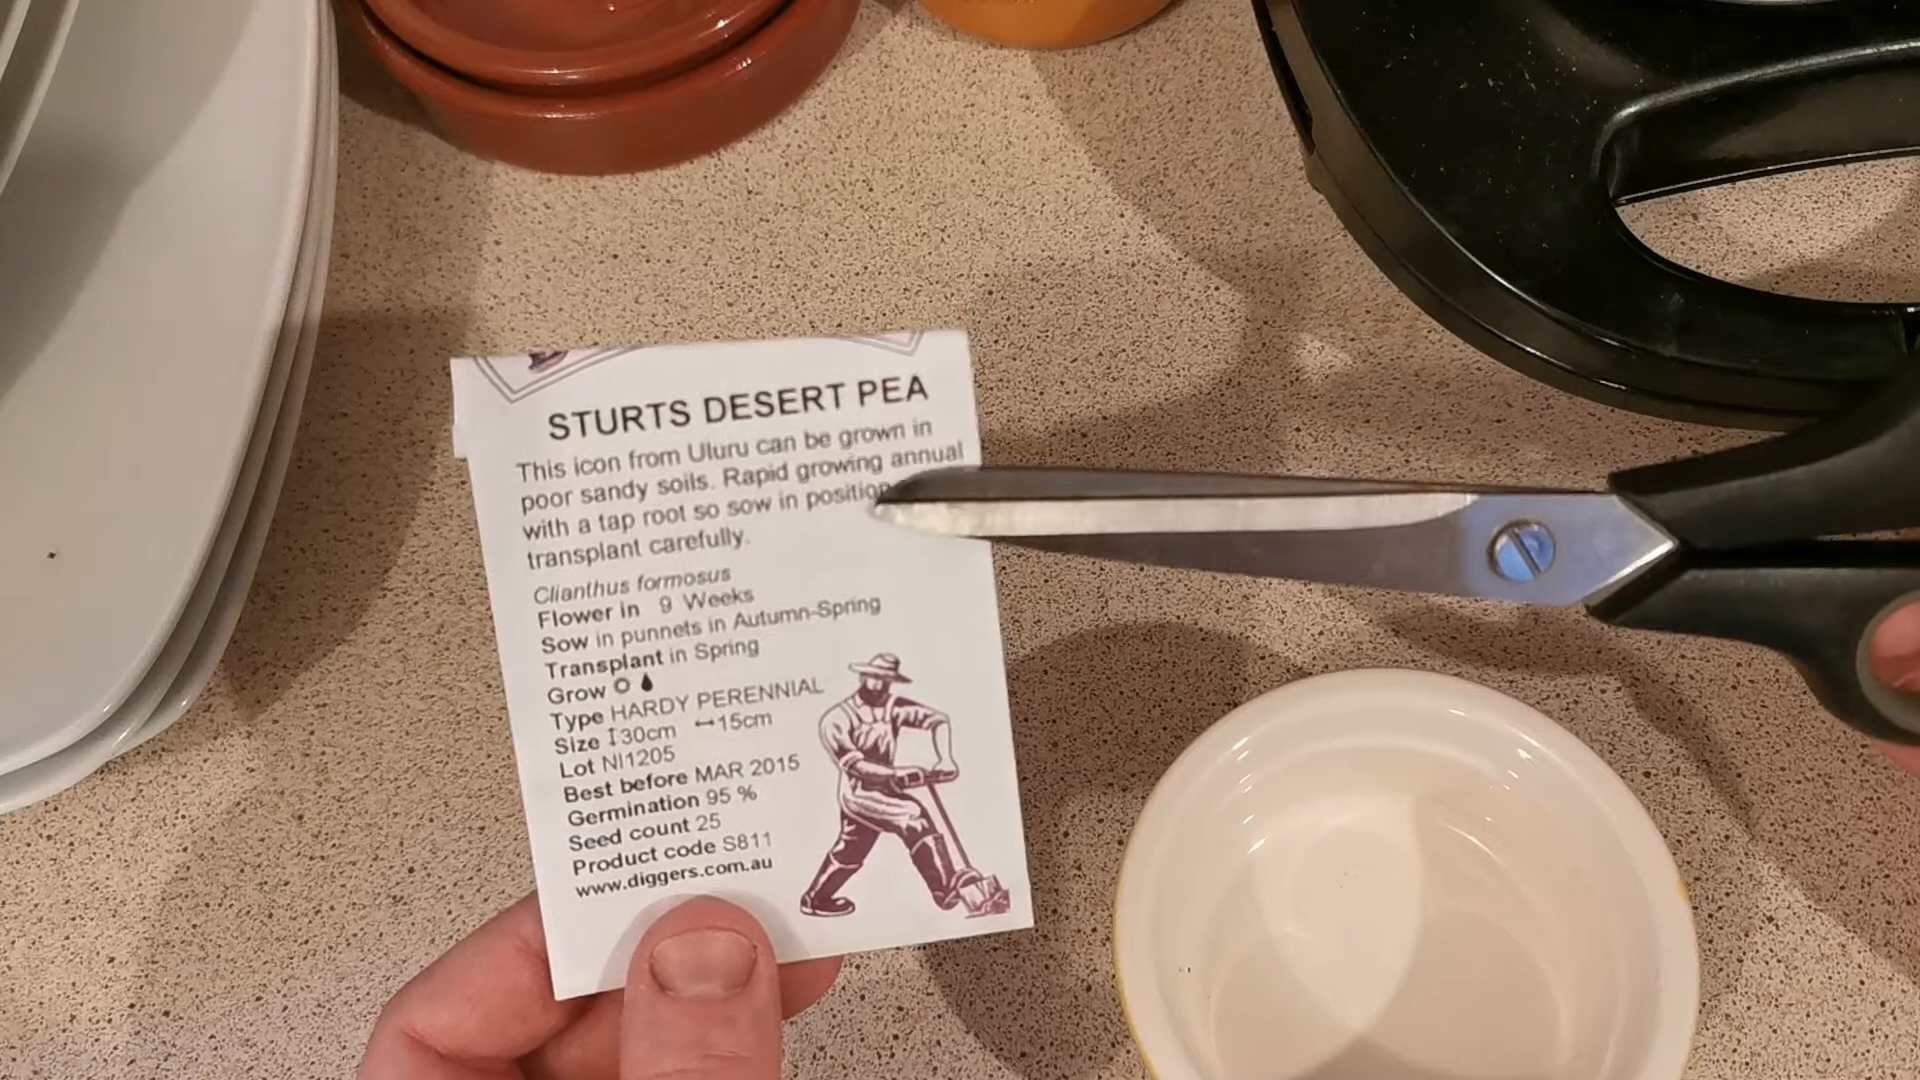 STURTS DESERT PEA
This icon from Uluru can be grown in
poor sandy soils. Rapid growing annual
with a tap root so sow in position
transplant carefully.
Clianthus formosus
Flower in 9 Weeks
Sow in punnets in Autumn-Spring
Transplant in Spring
Grow
Type HARDY PERENNIAL
Size 30cm 15cm
Lot NI1205
Best before MAR 2015
Germination 95 %
Seed count 25
Product code S811
www.diggers.com.au